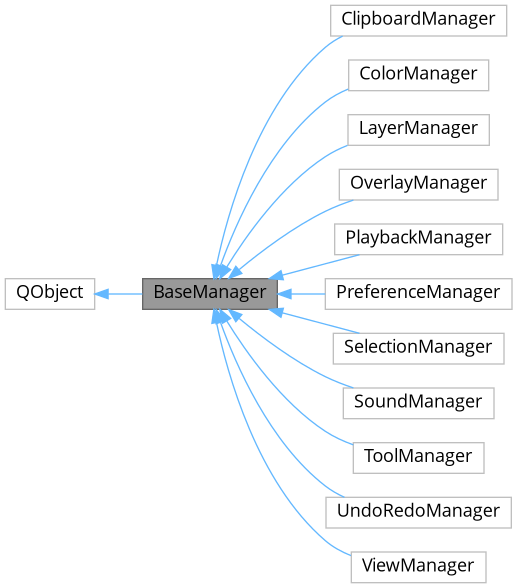 ClipboardManager
ColorManager
LayerManager
OverlayManager
PlaybackManager
QObject
BaseManager
PreferenceManager
SelectionManager
SoundManager
ToolManager
UndoRedoManager
ViewManager